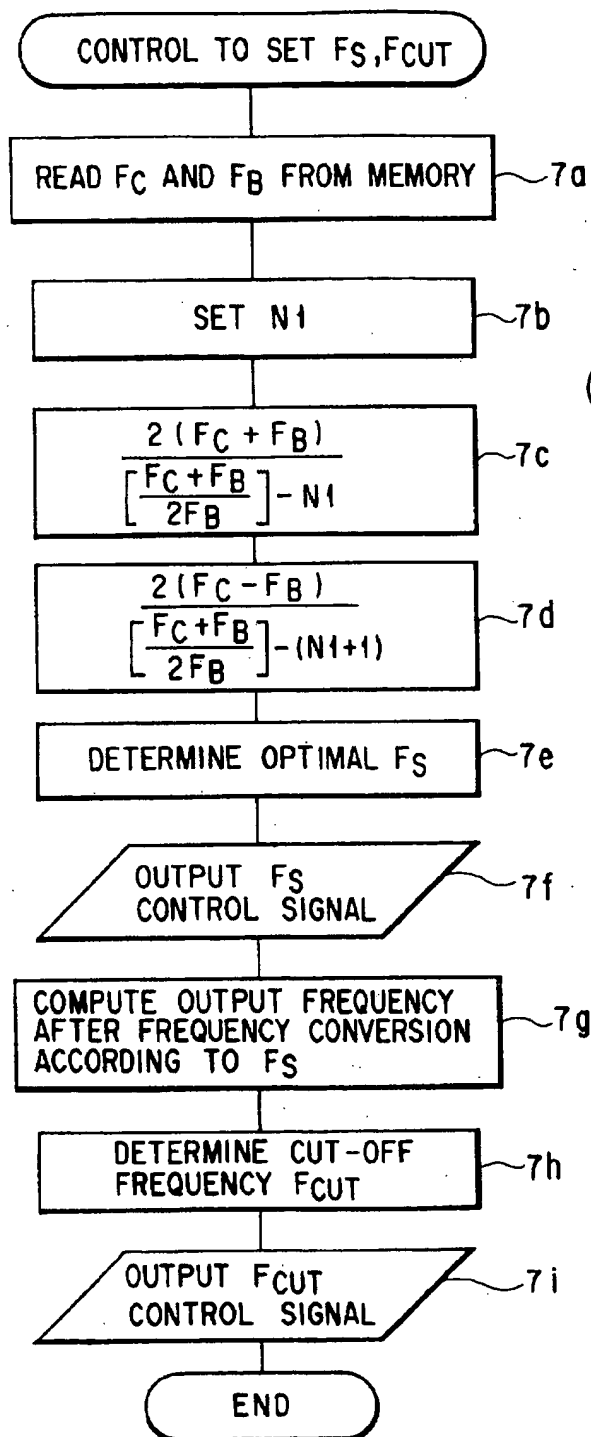 CONTROL TO SET FS, FCUT
READ FC AND FB FROM MEMORY
7a
SET N1
7b
2 (FC + FB)
[FC + FB
2FB] - N1
7c
2 (FC - FB)
[FC + FB
2FB] - (N1+1)
7d
DETERMINE OPTIMAL FS
7e
OUTPUT FS
CONTROL SIGNAL
7f
COMPUTE OUTPUT FREQUENCY
AFTER FREQUENCY CONVERSION
ACCORDING TO FS
7g
DETERMINE CUT-OFF
FREQUENCY FCUT
7h
OUTPUT FCUT
CONTROL SIGNAL
7i
END